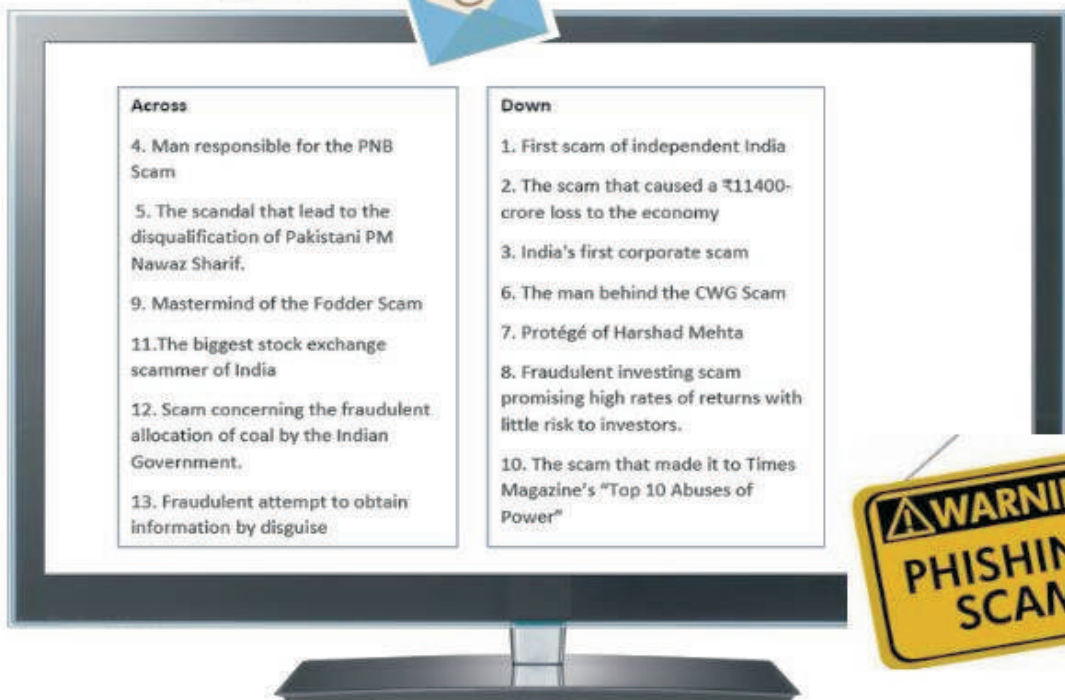 Across
4. Man responsible for the PNB
Scam
5. The scandal that lead to the
disqualification of Pakistani PM
Nawaz Sharif.
9. Mastermind of the Fodder Scam
11.The biggest stock exchange
scammer of India
12. Scam concerning the fraudulent
allocation of coal by the Indian
Government.
13. Fraudulent attempt to obtain
information by disguise
Down
1. First scam of independent India
2. The scam that caused a ₹11400-
crore loss to the economy
3. India's first corporate scam
6. The man behind the CWG Scam
7. Protégé of Harshad Mehta
8. Fraudulent investing scam
promising high rates of returns with
little risk to investors.
10. The scam that made it to Times
Magazine's "Top 10 Abuses of
Power"
WARNI
PHISHIN
SCAM